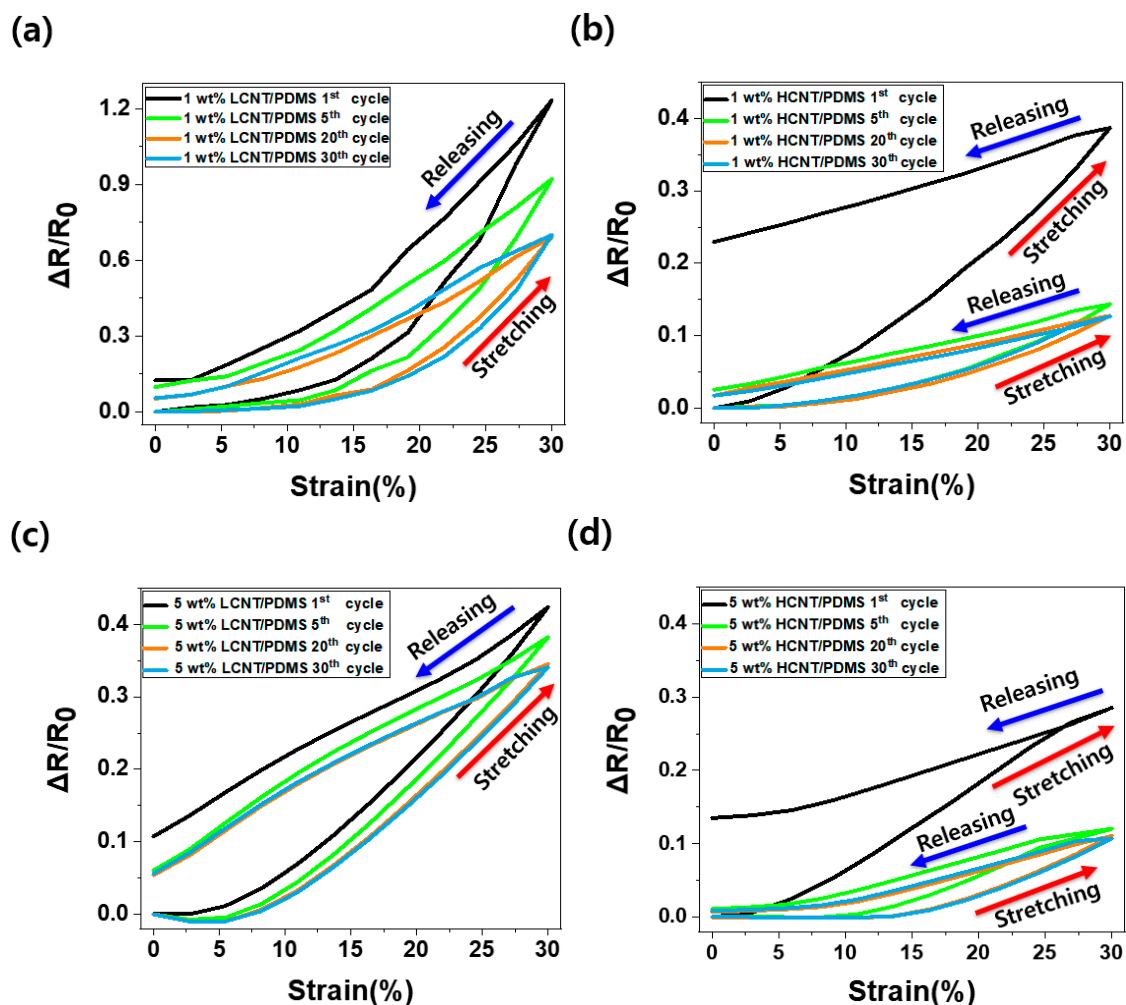 (a)
1 wt% LCNT/PDMS 1st cycle
1 wt% LCNT/PDMS 5th cycle
1 wt% LCNT/PDMS 20th cycle
1 wt% LCNT/PDMS 30th cycle
Releasing
Stretching
ΔR/R0
1.2
0.9
0.6
0.3
0.0
0 5 10 15 20 25 30
Strain(%)
(b)
1 wt% HCNT/PDMS 1st cycle
1 wt% HCNT/PDMS 5th cycle
1 wt% HCNT/PDMS 20th cycle
1 wt% HCNT/PDMS 30th cycle
Releasing
Stretching
Releasing
Stretching
ΔR/R0
0.4
0.3
0.2
0.1
0.0
0 5 10 15 20 25 30
Strain(%)
(c)
5 wt% LCNT/PDMS 1st cycle
5 wt% LCNT/PDMS 5th cycle
5 wt% LCNT/PDMS 20th cycle
5 wt% LCNT/PDMS 30th cycle
Releasing
Stretching
ΔR/R0
0.4
0.3
0.2
0.1
0.0
0 5 10 15 20 25 30
Strain(%)
(d)
5 wt% HCNT/PDMS 1st cycle
5 wt% HCNT/PDMS 5th cycle
5 wt% HCNT/PDMS 20th cycle
5 wt% HCNT/PDMS 30th cycle
Releasing
Stretching
Releasing
Stretching
ΔR/R0
0.4
0.3
0.2
0.1
0.0
0 5 10 15 20 25 30
Strain(%)